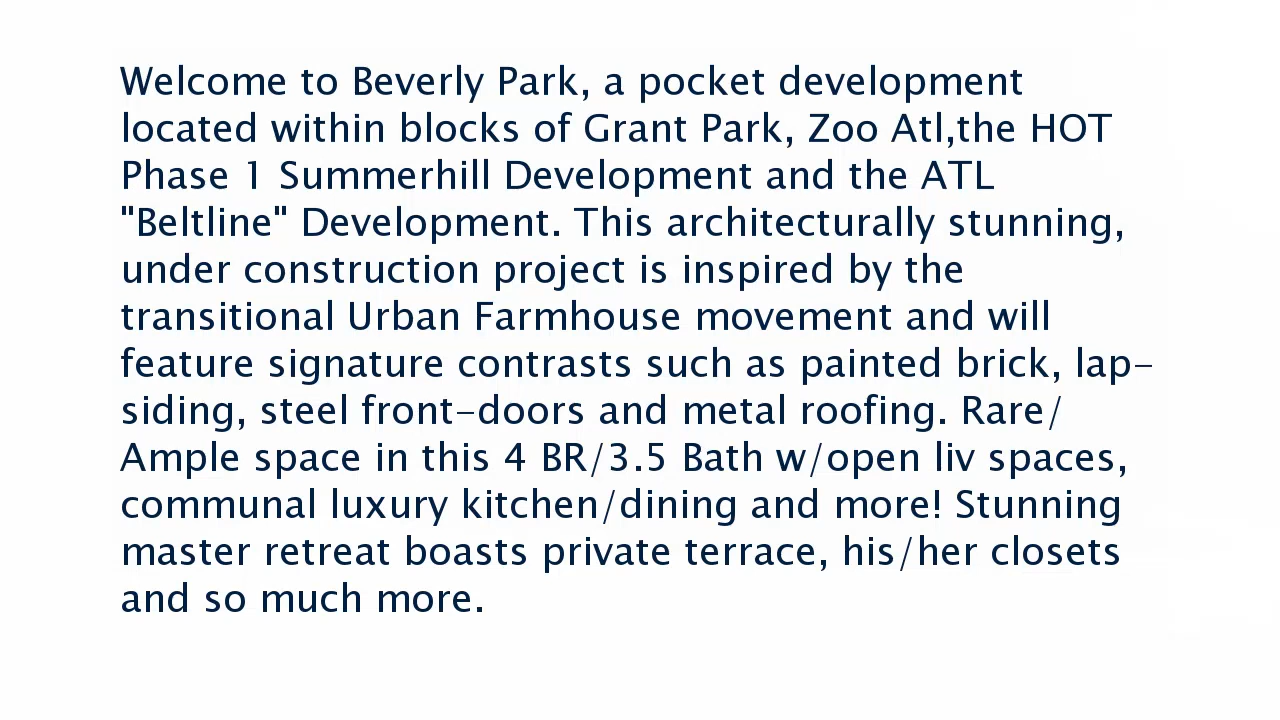 Welcome to Beverly Park, a pocket development
located within blocks of Grant Park, Zoo Atl,the HOT
Phase 1 Summerhill Development and the ATL
"Beltline" Development. This architecturally stunning,
under construction project is inspired by the
transitional Urban Farmhouse movement and will
feature signature contrasts such as painted brick, lap-
siding, steel front-doors and metal roofing. Rare/
Ample space in this 4 BR/3.5 Bath w/open liv spaces,
communal luxury kitchen/dining and more! Stunning
master retreat boasts private terrace, his/her closets
and so much more.